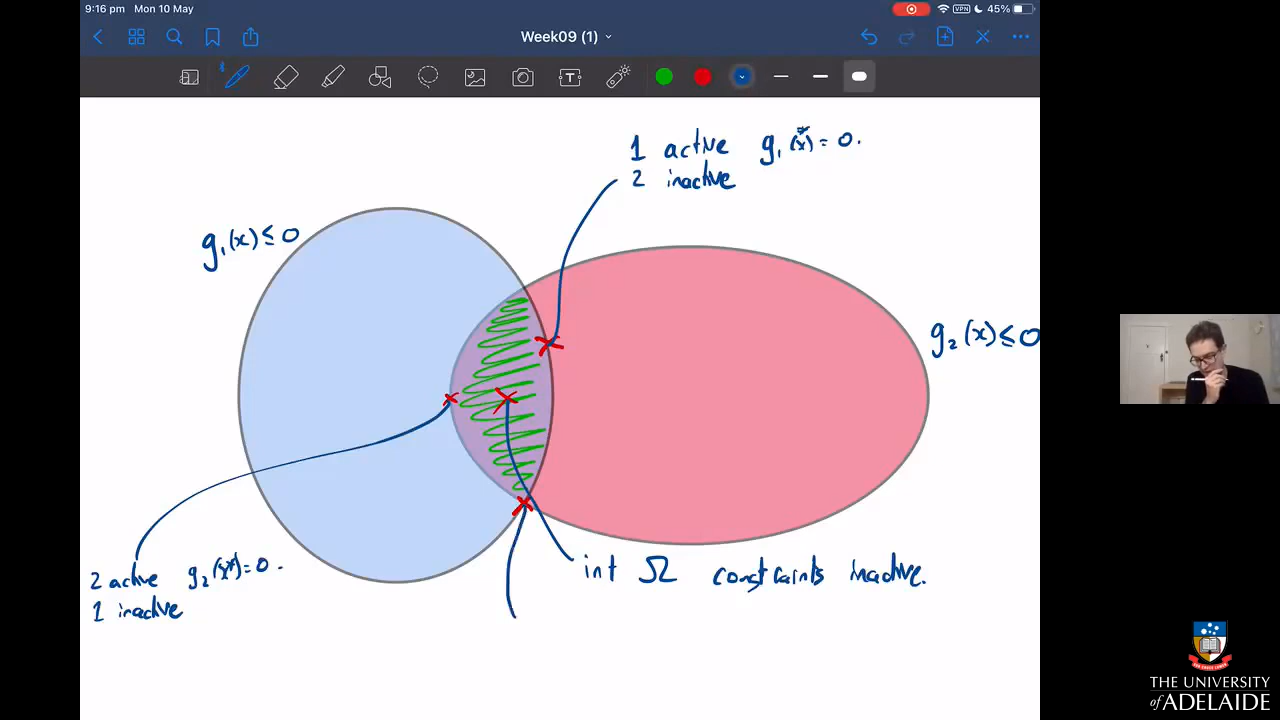 9:16 pm Mon 10 May
VPN 45%
Week09 (1)
T
1 active g₁(x*) = 0.
2 inactive
g₁(x) ≤ 0
g₂(x) ≤ 0
2 active g₂(x*) = 0.
1 inactive
int Ω constraints inactive.
THE UNIVERSITY
of ADELAIDE